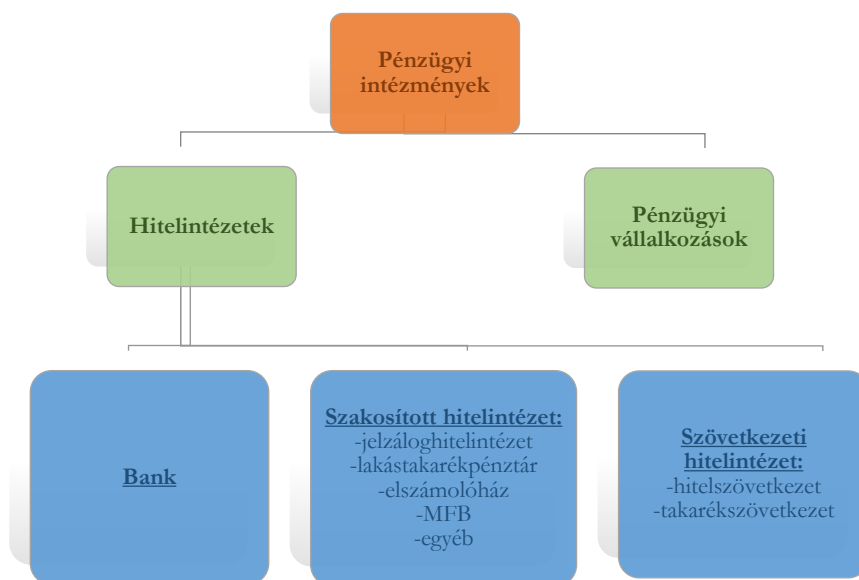 Pénzügyi
intézmények
Hitelintézetek
Pénzügyi
vállalkozások
Bank
Szakosított hitelintézet:
-jelzáloghitelintézet
-lakástakarékpénztár
-elszámolóház
-MFB
-egyéb
Szövetkezeti
hitelintézet:
-hitelszövetkezet
-takarékszövetkezet